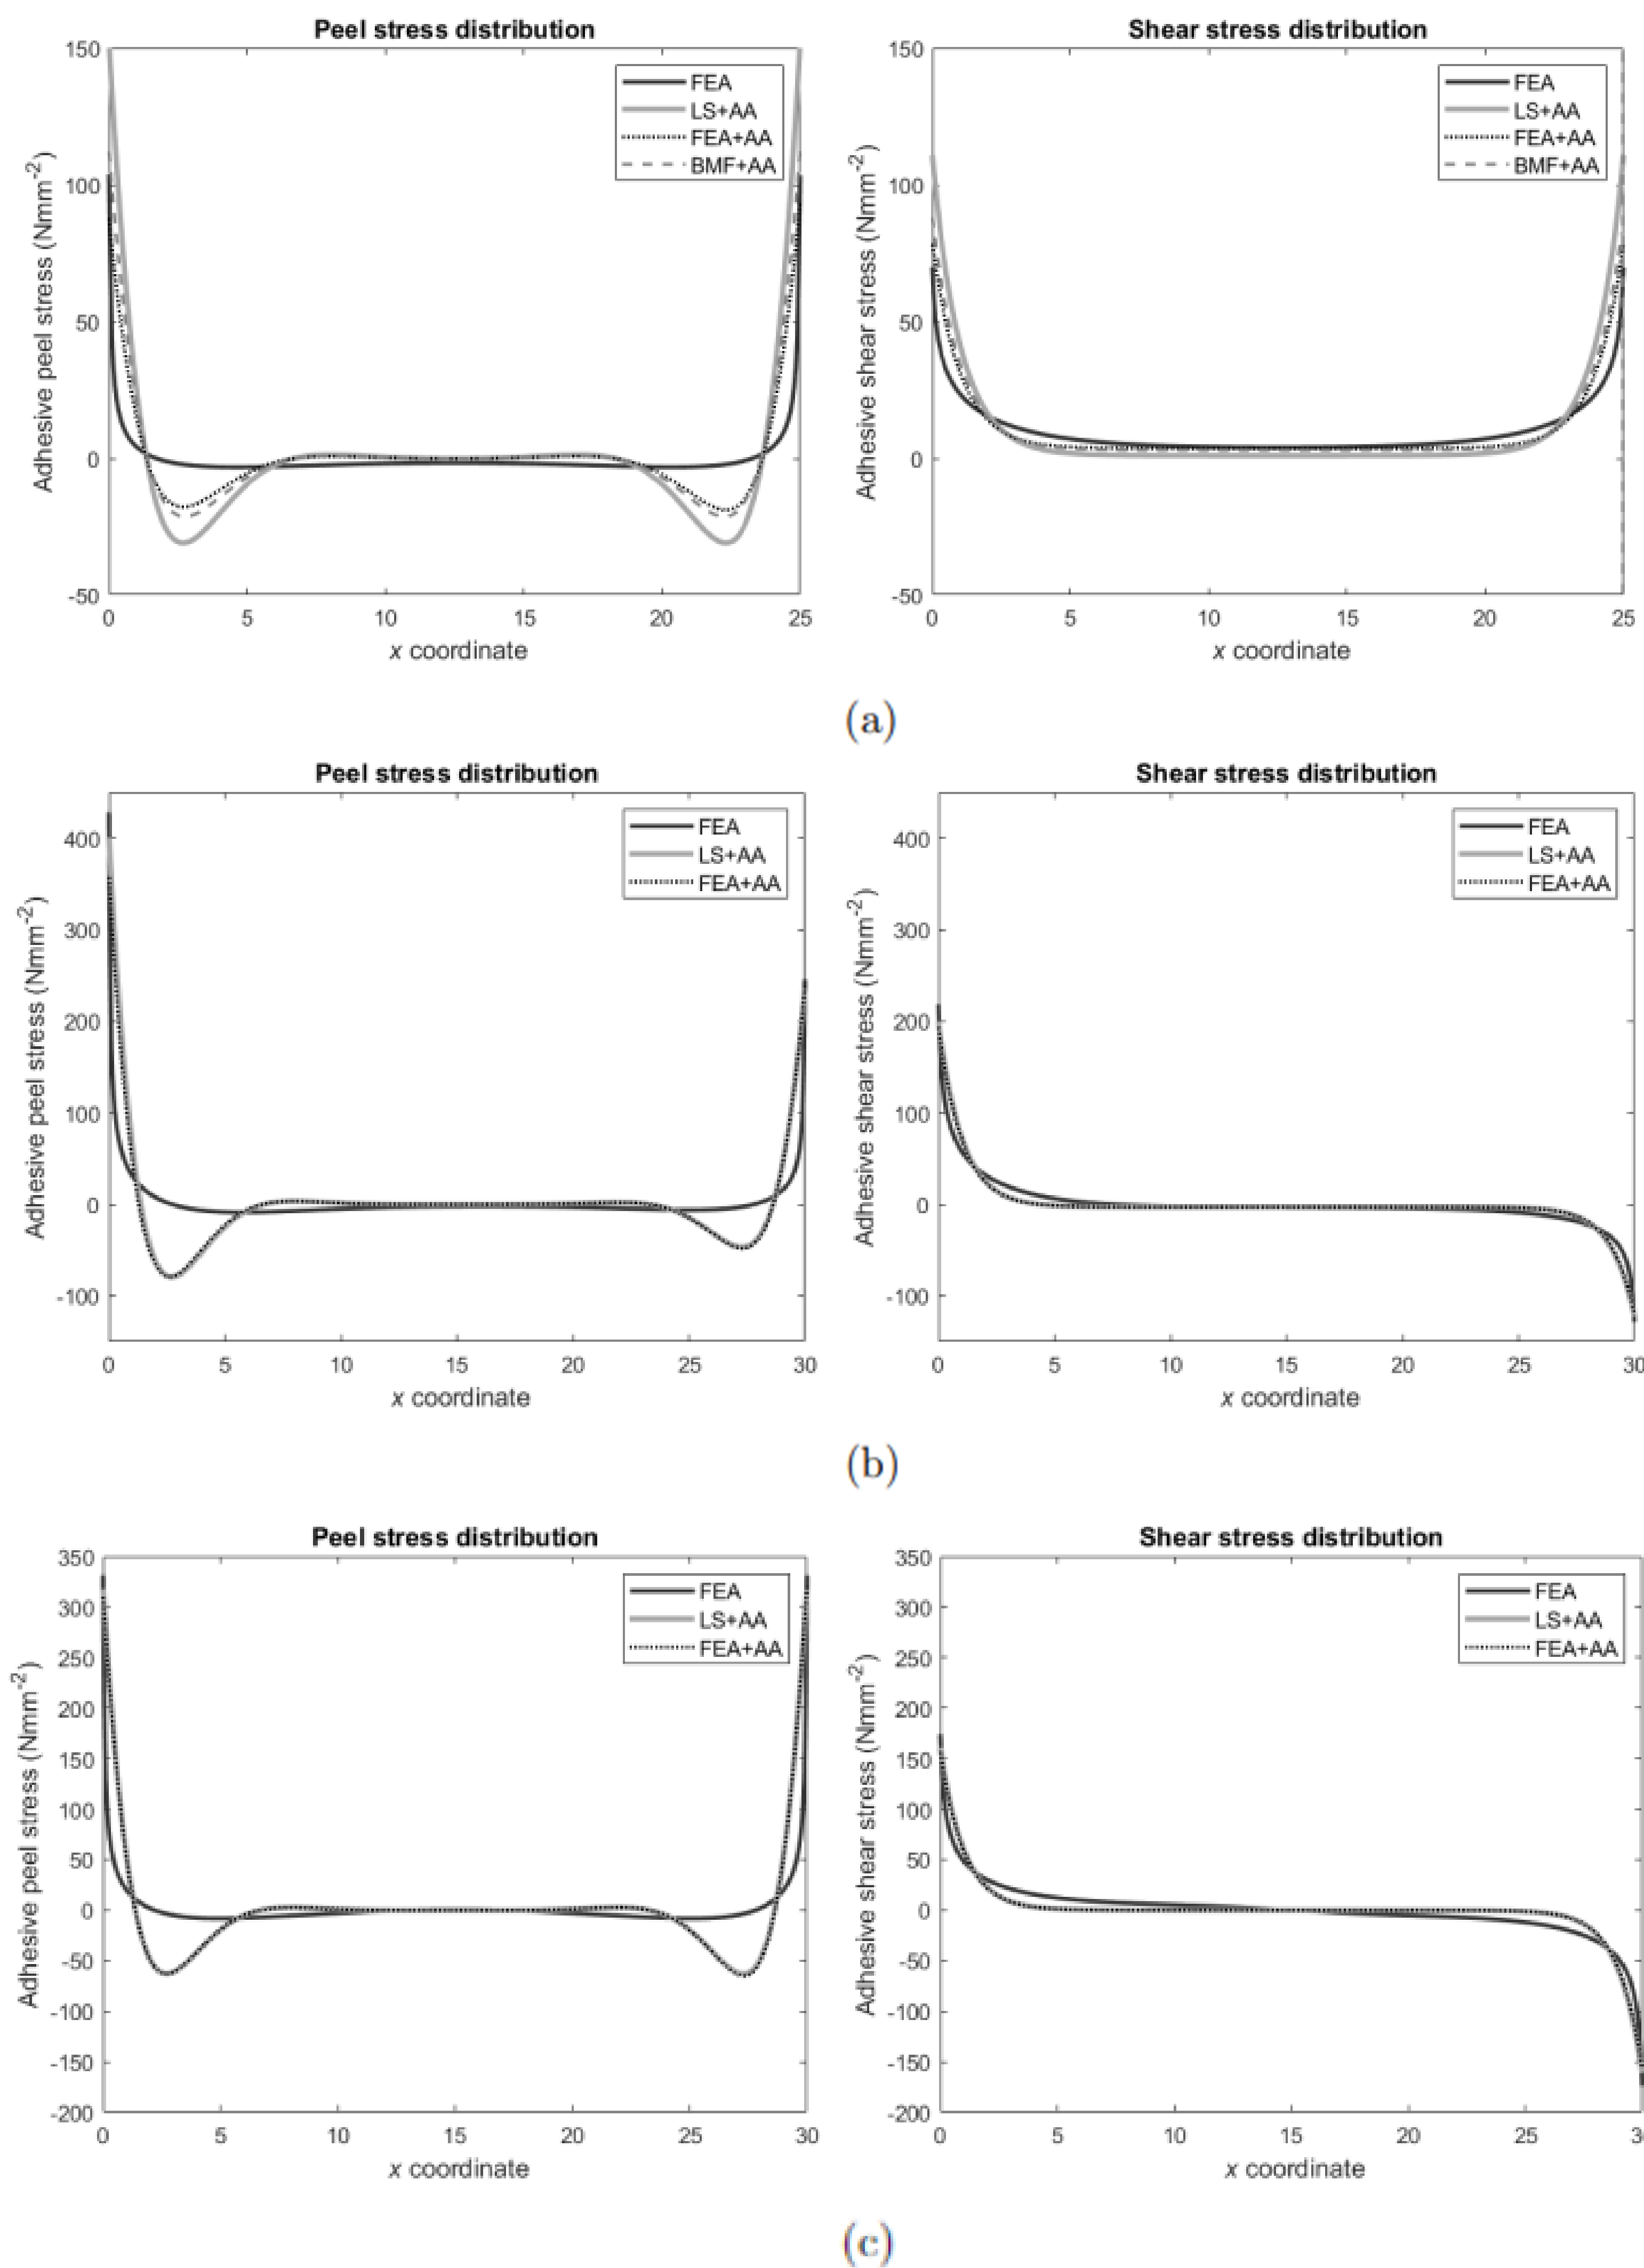 Peel stress distribution
150
100
50
0
-50
0 5 10 15 20 25
Adhesive peel stress (Nmm-2)
x coordinate
FEA
LS+AA
FEA+AA
BMF+AA
Shear stress distribution
150
100
50
0
-50
0 5 10 15 20 25
Adhesive shear stress (Nmm-2)
x coordinate
FEA
LS+AA
FEA+AA
BMF+AA
(a)
Peel stress distribution
400
300
200
100
0
-100
0 5 10 15 20 25 30
Adhesive peel stress (Nmm-2)
x coordinate
FEA
LS+AA
FEA+AA
Shear stress distribution
400
300
200
100
0
-100
0 5 10 15 20 25 30
Adhesive shear stress (Nmm-2)
x coordinate
FEA
LS+AA
FEA+AA
(b)
Peel stress distribution
350
300
250
200
150
100
50
0
-50
-100
-150
-200
0 5 10 15 20 25 30
Adhesive peel stress (Nmm-2)
x coordinate
FEA
LS+AA
FEA+AA
Shear stress distribution
350
300
250
200
150
100
50
0
-50
-100
-150
-200
0 5 10 15 20 25 3
Adhesive shear stress (Nmm-2)
x coordinate
FEA
LS+AA
FEA+AA
(c)